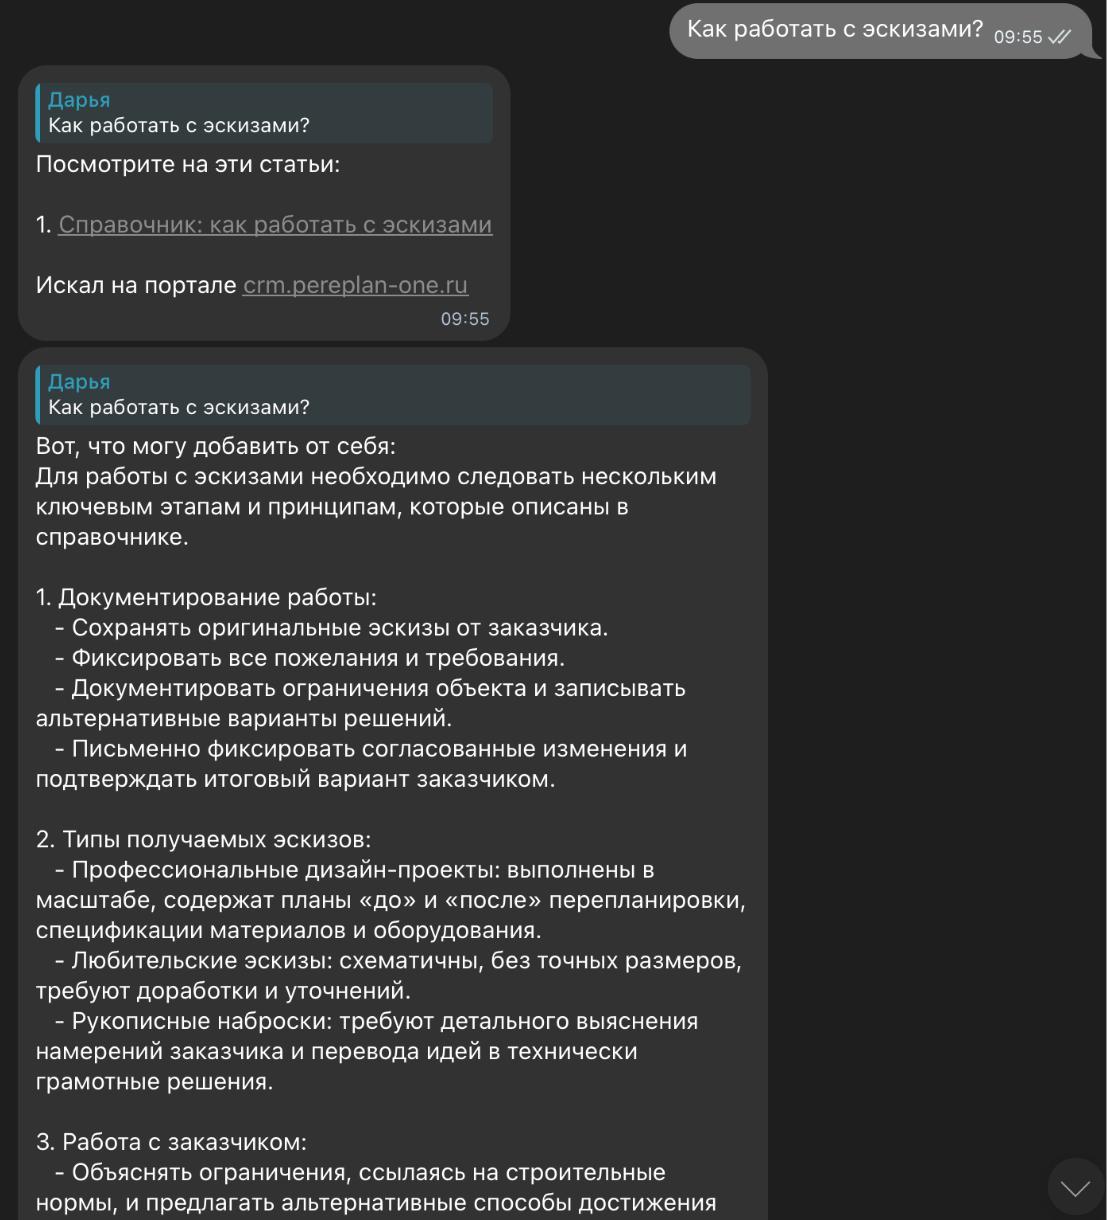 Как работать с эскизами? 09:55
Дарья
Как работать с эскизами?
Посмотрите на эти статьи:
1. Справочник: как работать с эскизами
Искал на портале crm.pereplan-one.ru
09:55
Дарья
Как работать с эскизами?
Вот, что могу добавить от себя:
Для работы с эскизами необходимо следовать нескольким
ключевым этапам и принципам, которые описаны в
справочнике.
1. Документирование работы:
- Сохранять оригинальные эскизы от заказчика.
- Фиксировать все пожелания и требования.
- Документировать ограничения объекта и записывать
альтернативные варианты решений.
- Письменно фиксировать согласованные изменения и
подтверждать итоговый вариант заказчиком.
2. Типы получаемых эскизов:
- Профессиональные дизайн-проекты: выполнены в
масштабе, содержат планы «до» и «после» перепланировки,
спецификации материалов и оборудования.
- Любительские эскизы: схематичны, без точных размеров,
требуют доработки и уточнений.
- Рукописные наброски: требуют детального выяснения
намерений заказчика и перевода идей в технически
грамотные решения.
3. Работа с заказчиком:
- Объяснять ограничения, ссылаясь на строительные
нормы, и предлагать альтернативные способы достижения